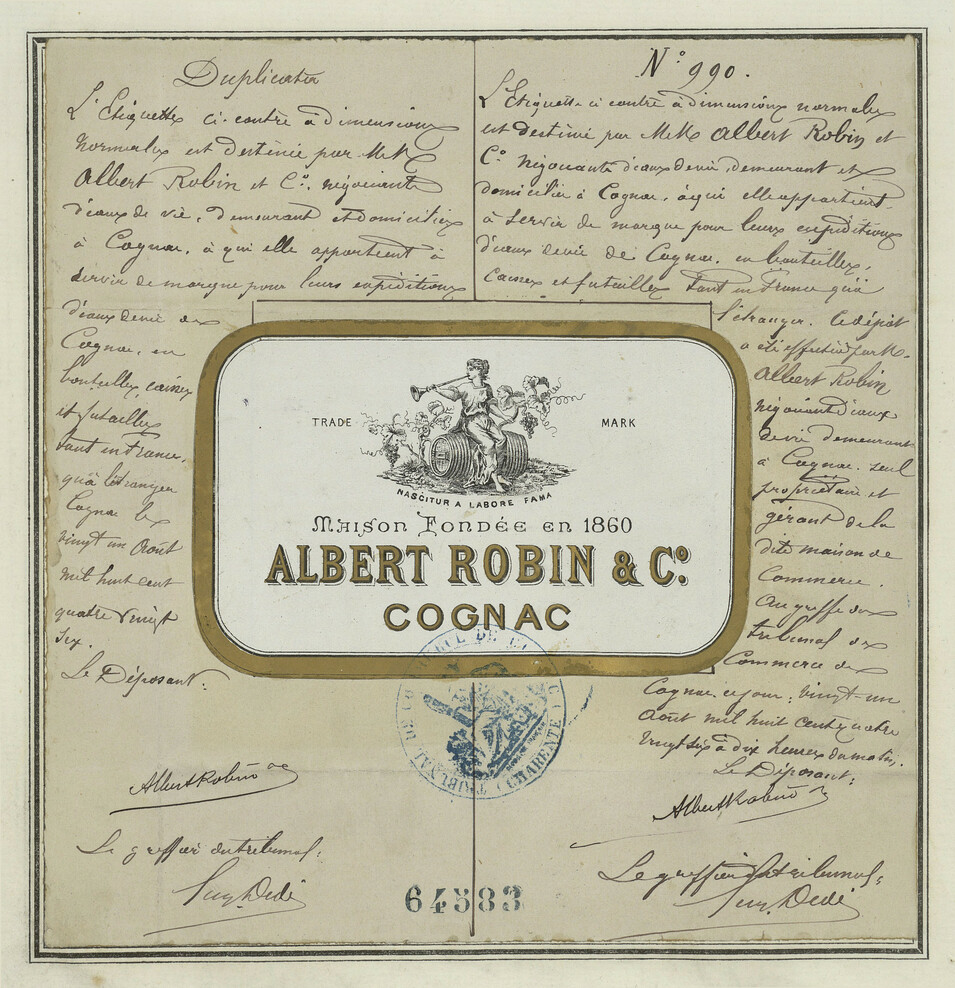 Duplicata
L'Etiquette ci-contre à dimensions
normales est destinée par M.M.
Albert Robin et Cº. négociants
d'eaux de vie, demeurant et domiciliés
à Cognac, à qui elle appartient à
servir de marque pour leurs expéditions
d'eaux de vie de
Cognac, en
bouteilles, caisses
et futailles
tant en France,
qu'à l'étranger
Cognac le
vingt un Août
mil huit cent
quatre vingt
six.
Le Déposant:
Albert Robin
Le greffier du tribunal:
Nº 990.
L'Etiquette ci contre à dimensions normales
est destiné par M.M. Albert Robin et
Cº négociants d'eaux de vie, demeurant et
domiciliés à Cognac, à qui elle appartient,
à servir de marque pour leurs expéditions
d'eaux de vie de Cognac, en bouteilles,
caisses et futailles tant en France qu'à
l'étranger. Ce dépôt
a été effectué par M.
Albert Robin
négociant d'eaux
de vie demeurant
à Cognac. seul
propriétaire et
gérant de la
dite maison de
Commerce.
Au greffe du
tribunal de
Commerce de
Cognac, ce jour, vingt-un
Août mil huit cent quatre
vingt six à dix heures du matin.
Le Déposant:
Albert Robin
Le greffier du tribunal:
TRADE MARK
NASCITUR A LABORE FAMA
Maison Fondée en 1860
ALBERT ROBIN & Cº.
COGNAC
TRIBUNAL DE
CHARENTE
64583